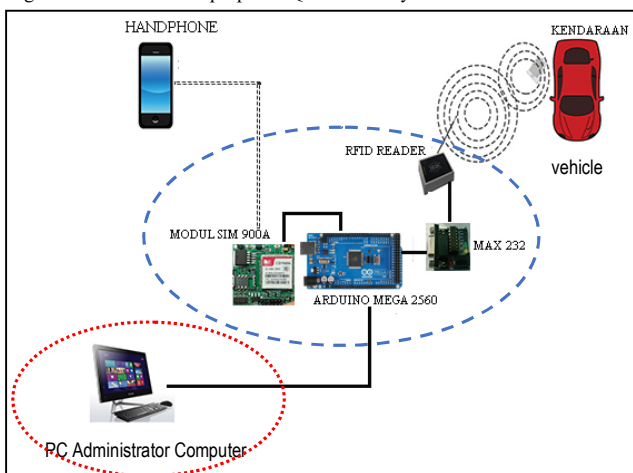 HANDPHONE
KENDARAAN
RFID READER
vehicle
MODUL SIM 900A
MAX 232
ARDUINO MEGA 2560
PC Administrator Computer